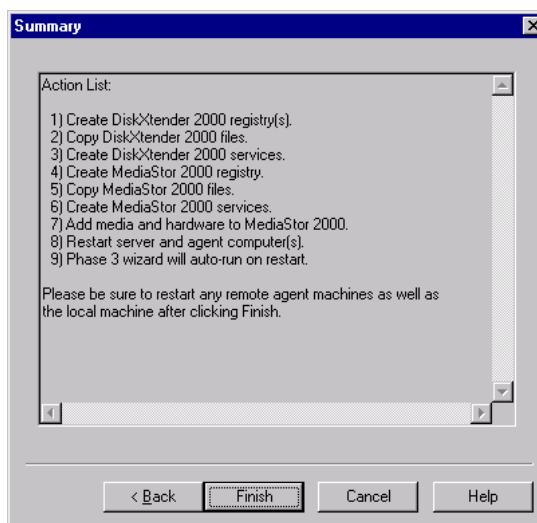 Summary
Action List:
1) Create DiskXtender 2000 registry(s).
2) Copy DiskXtender 2000 files.
3) Create DiskXtender 2000 services.
4) Create MediaStor 2000 registry.
5) Copy MediaStor 2000 files.
6) Create MediaStor 2000 services.
7) Add media and hardware to MediaStor 2000.
8) Restart server and agent computer(s).
9) Phase 3 wizard will auto-run on restart.
Please be sure to restart any remote agent machines as well as
the local machine after clicking Finish.
< Back Finish Cancel Help